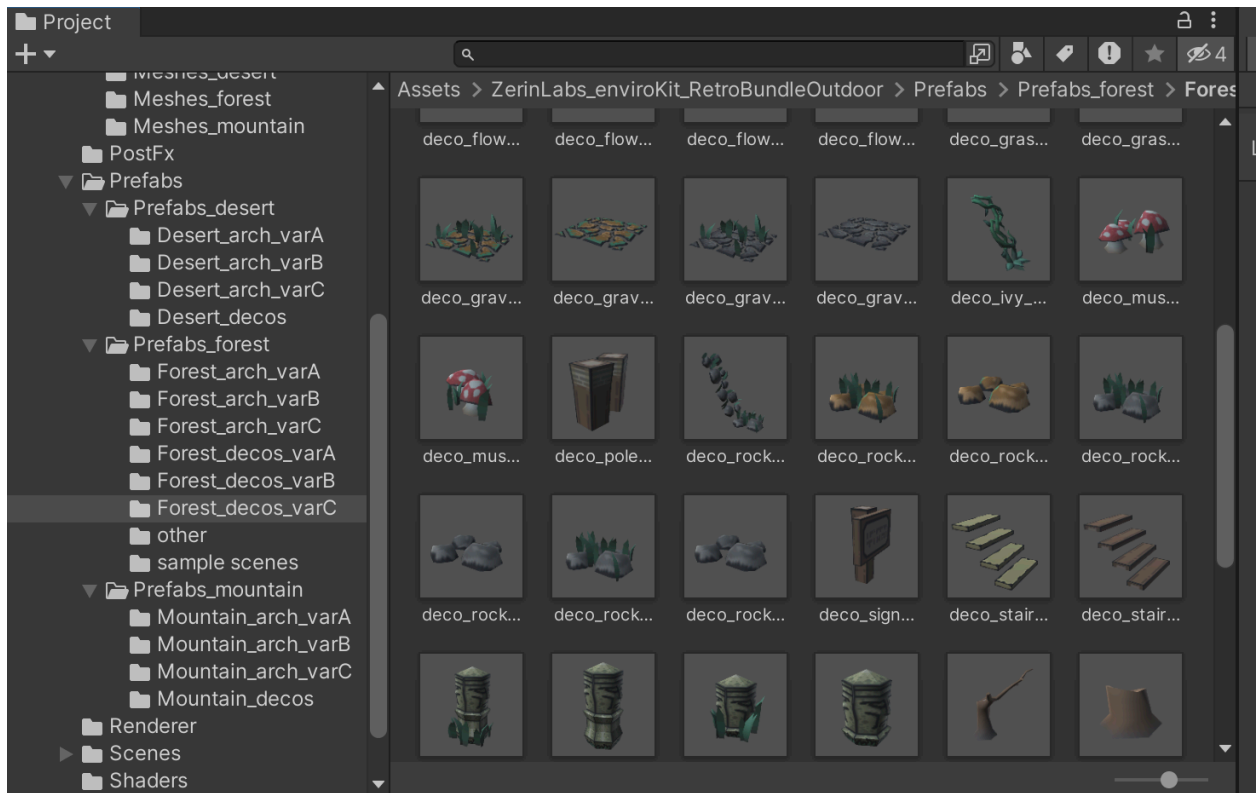 Project
4
Meshes_desert
Meshes_forest
Meshes_mountain
PostFx
Prefabs
Prefabs_desert
Desert_arch_varA
Desert_arch_varB
Desert_arch_varC
Desert_decos
Prefabs_forest
Forest_arch_varA
Forest_arch_varB
Forest_arch_varC
Forest_decos_varA
Forest_decos_varB
Forest_decos_varC
other
sample scenes
Prefabs_mountain
Mountain_arch_varA
Mountain_arch_varB
Mountain_arch_varC
Mountain_decos
Renderer
Scenes
Shaders
Assets > ZerinLabs_enviroKit_RetroBundleOutdoor > Prefabs > Prefabs_forest > Fores
deco_flow... deco_flow... deco_flow... deco_flow... deco_gras... deco_gras...
deco_grav... deco_grav... deco_grav... deco_grav... deco_ivy_... deco_mus...
deco_mus... deco_pole... deco_rock... deco_rock... deco_rock... deco_rock...
deco_rock... deco_rock... deco_rock... deco_sign... deco_stair... deco_stair...